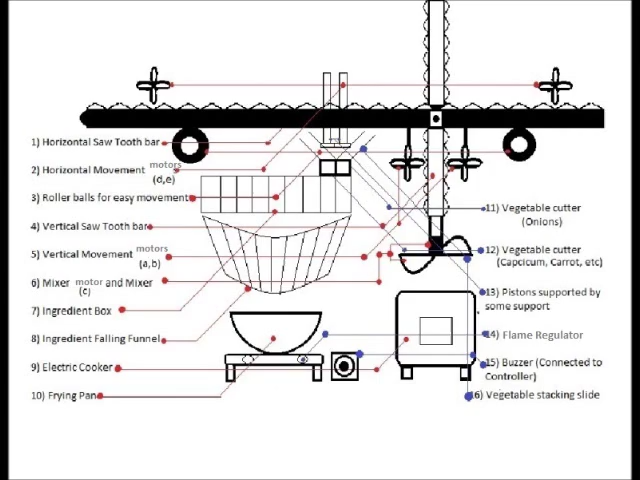 1) Horizontal Saw Tooth bar
2) Horizontal Movement motors
(d,e)
3) Roller balls for easy movement
4) Vertical Saw Tooth bar
5) Vertical Movement motors
(a,b)
6) Mixer motor and Mixer
(c)
7) Ingredient Box
8) Ingredient Falling Funnel
9) Electric Cooker
10) Frying Pan
11) Vegetable cutter
(Onions)
12) Vegetable cutter
(Capcicum, Carrot, etc)
13) Pistons supported by
some support
14) Flame Regulator
15) Buzzer (Connected to
Controller)
16) Vegetable stacking slide